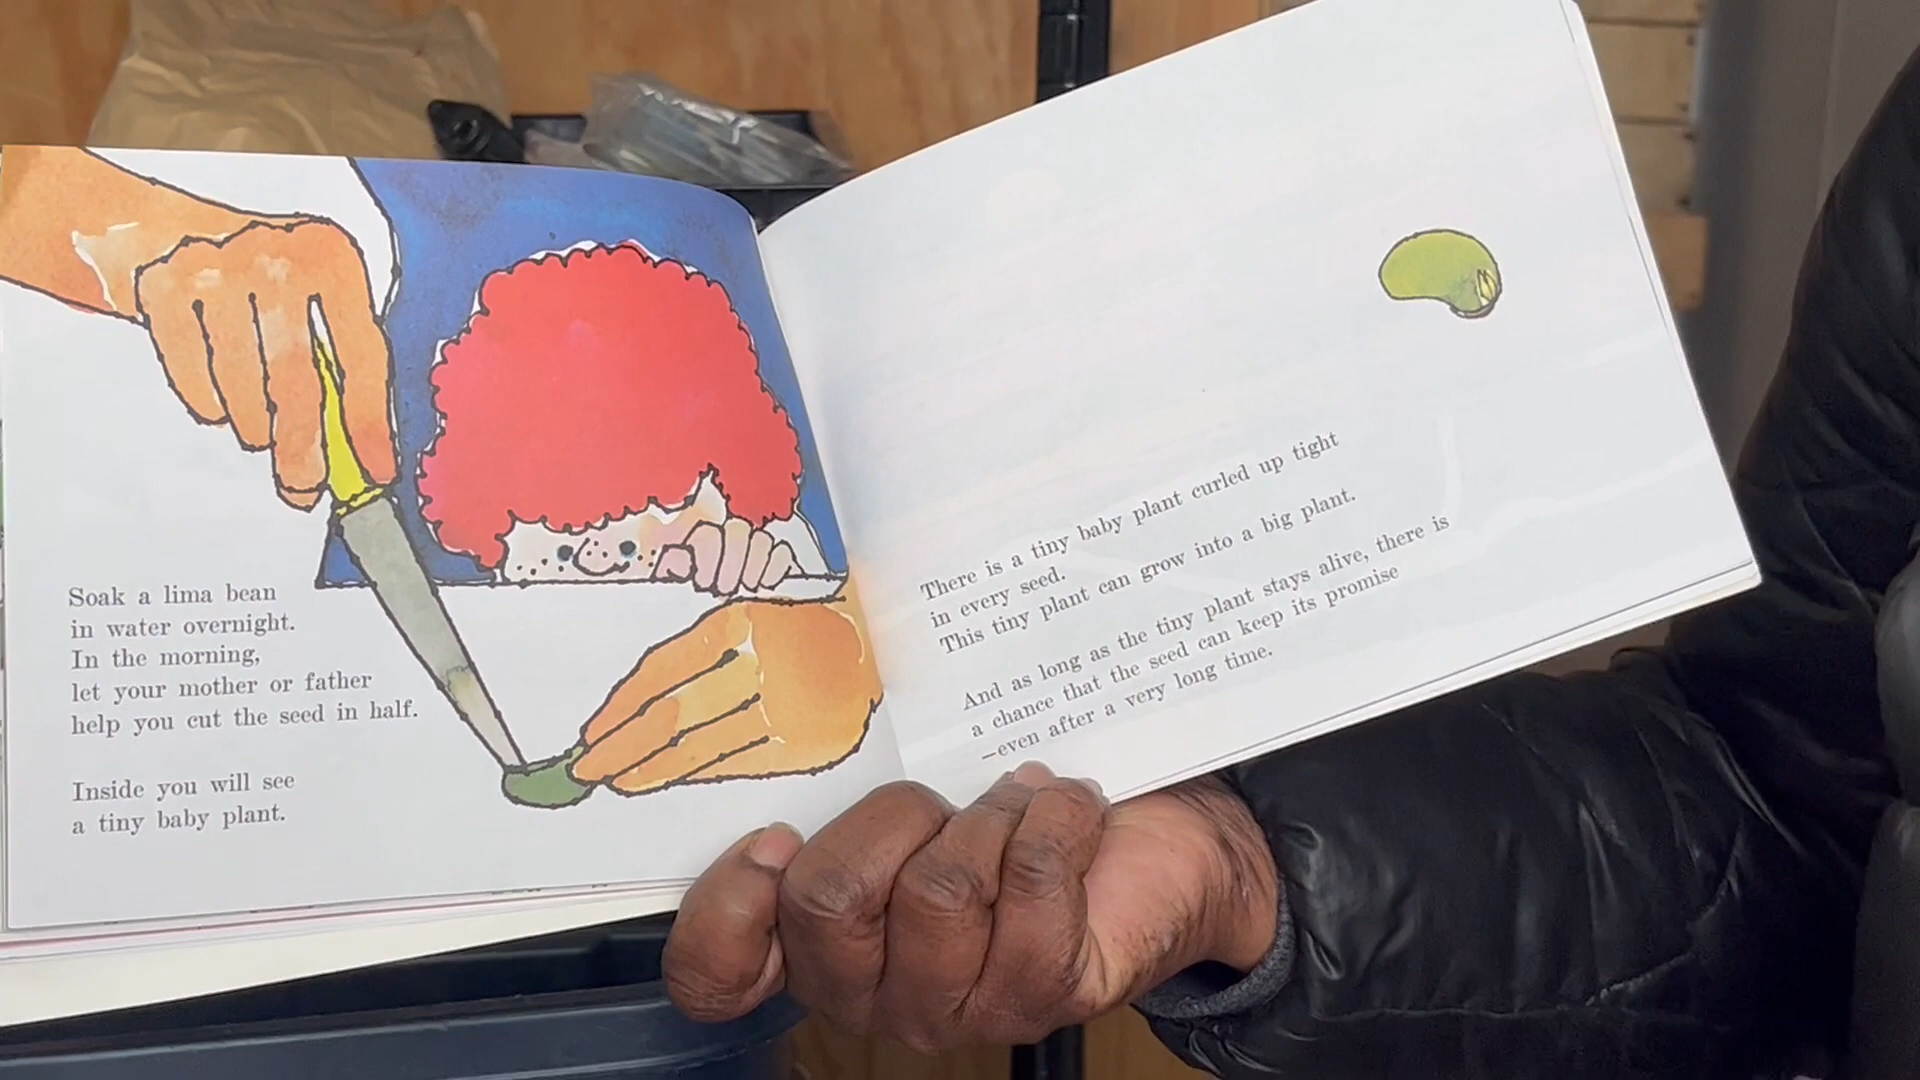 Soak a lima bean
in water overnight.
In the morning,
let your mother or father
help you cut the seed in half.
Inside you will see
a tiny baby plant.
There is a tiny baby plant curled up tight
in every seed.
This tiny plant can grow into a big plant.
And as long as the tiny plant stays alive, there is
a chance that the seed can keep its promise
—even after a very long time.